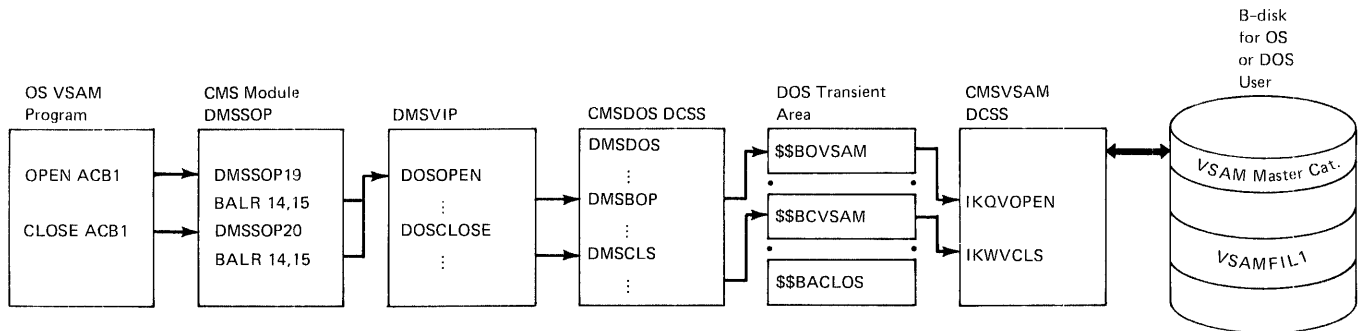 OS VSAM
Program
OPEN ACB1
CLOSE ACB1
CMS Module
DMSSOP
DMSSOP19
BALR 14,15
DMSSOP20
BALR 14,15
DMSVIP
DOSOPEN
DOSCLOSE
CMSDOS DCSS
DMSDOS
DMSBOP
DMSCLS
DOS Transient
Area
$$BOVSAM
$$BCVSAM
$$BACLOS
CMSVSAM
DCSS
IKQVOPEN
IKWVCLS
B-disk
for OS
or DOS
User
VSAM Master Cat.
VSAMFIL1